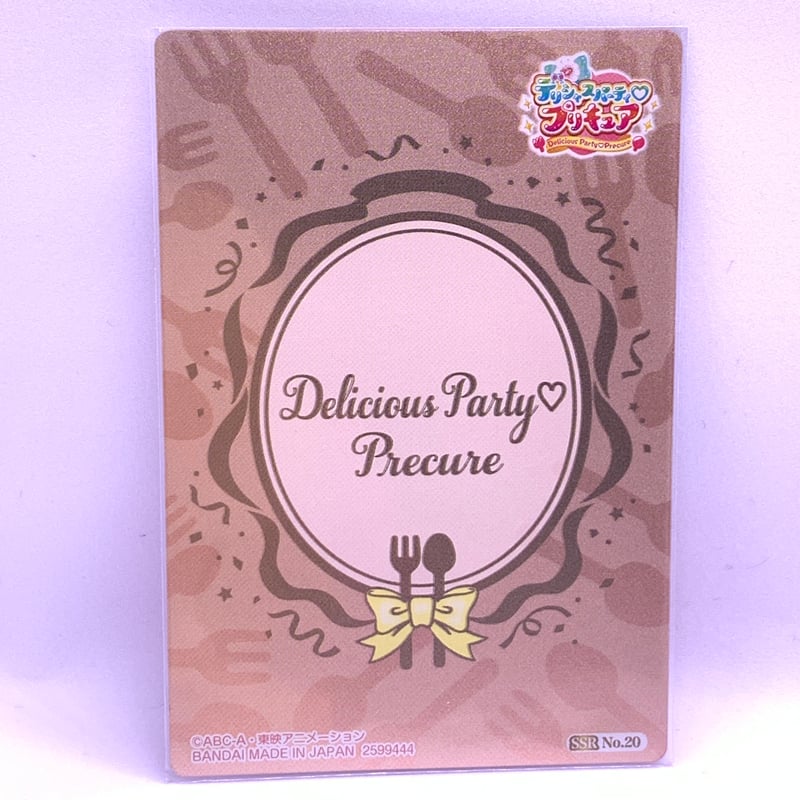 デリシャスパーティ♡
プリキュア
Delicious Party♡Precure
Delicious Party♡
Precure
©ABC-A・東映アニメーション
BANDAI MADE IN JAPAN 2599444
SSR No.20